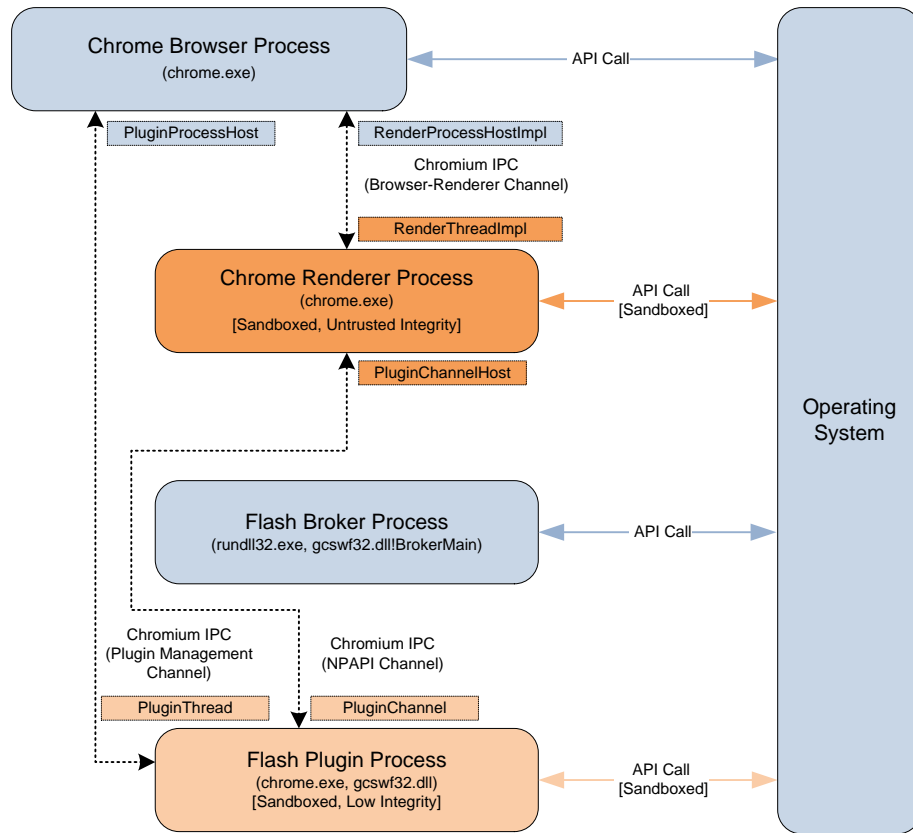 Chrome Browser Process
(chrome.exe)
API Call
PluginProcessHost
RenderProcessHostImpl
Chromium IPC
(Browser-Renderer Channel)
RenderThreadImpl
Chrome Renderer Process
(chrome.exe)
[Sandboxed, Untrusted Integrity]
API Call
[Sandboxed]
PluginChannelHost
Operating
System
Flash Broker Process
(rundll32.exe, gcswf32.dll!BrokerMain)
API Call
Chromium IPC
(Plugin Management
Channel)
Chromium IPC
(NPAPI Channel)
PluginThread
PluginChannel
Flash Plugin Process
(chrome.exe, gcswf32.dll)
[Sandboxed, Low Integrity]
API Call
[Sandboxed]